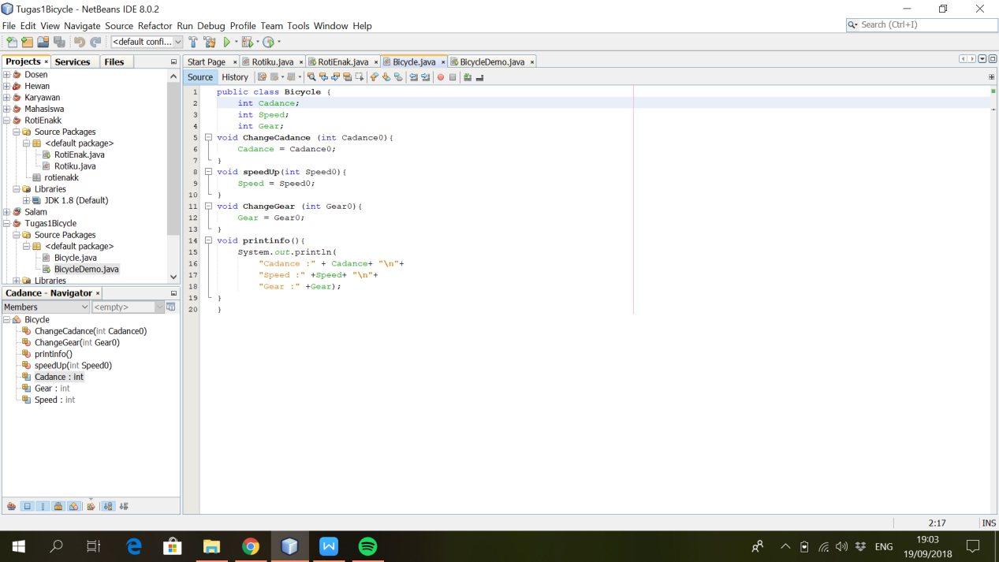 Tugas1Bicycle - NetBeans IDE 8.0.2
File Edit View Navigate Source Refactor Run Debug Profile Team Tools Window Help
Search (Ctrl+I)
<default confi...
Projects Services Files
Start Page Rotiku.java RotiEnak.java Bicycle.java BicycleDemo.java
Source History
Dosen
Hewan
Karyawan
Mahasiswa
RotiEnakk
Source Packages
<default package>
RotiEnak.java
Rotiku.java
rotienakk
Libraries
JDK 1.8 (Default)
Salam
Tugas1Bicycle
Source Packages
<default package>
Bicycle.java
BicycleDemo.java
Libraries
Cadance - Navigator
Members <empty>
Bicycle
ChangeCadance(int Cadance0)
ChangeGear(int Gear0)
printinfo()
speedUp(int Speed0)
Cadance : int
Gear : int
Speed : int
1 public class Bicycle {
2 int Cadance;
3 int Speed;
4 int Gear;
5 void ChangeCadance (int Cadance0){
6 Cadance = Cadance0;
7 }
8 void speedUp(int Speed0){
9 Speed = Speed0;
10 }
11 void ChangeGear (int Gear0){
12 Gear = Gear0;
13 }
14 void printinfo(){
15 System.out.println(
16 "Cadance :" + Cadance+ "\n"+
17 "Speed :" +Speed+ "\n"+
18 "Gear :" +Gear);
19 }
20 }
2:17 INS
ENG
19:03
19/09/2018